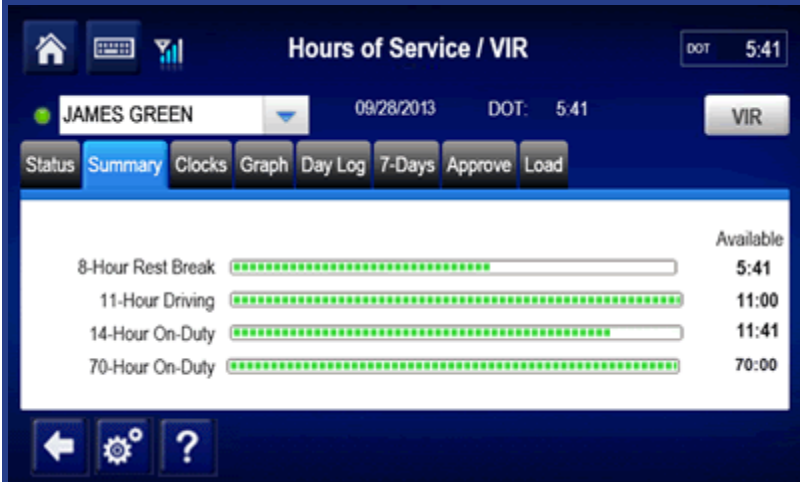 Hours of Service / VIR
DOT 5:41
JAMES GREEN 09/28/2013 DOT: 5:41 VIR
Status Summary Clocks Graph Day Log 7-Days Approve Load
Available
8-Hour Rest Break 5:41
11-Hour Driving 11:00
14-Hour On-Duty 11:41
70-Hour On-Duty 70:00
?